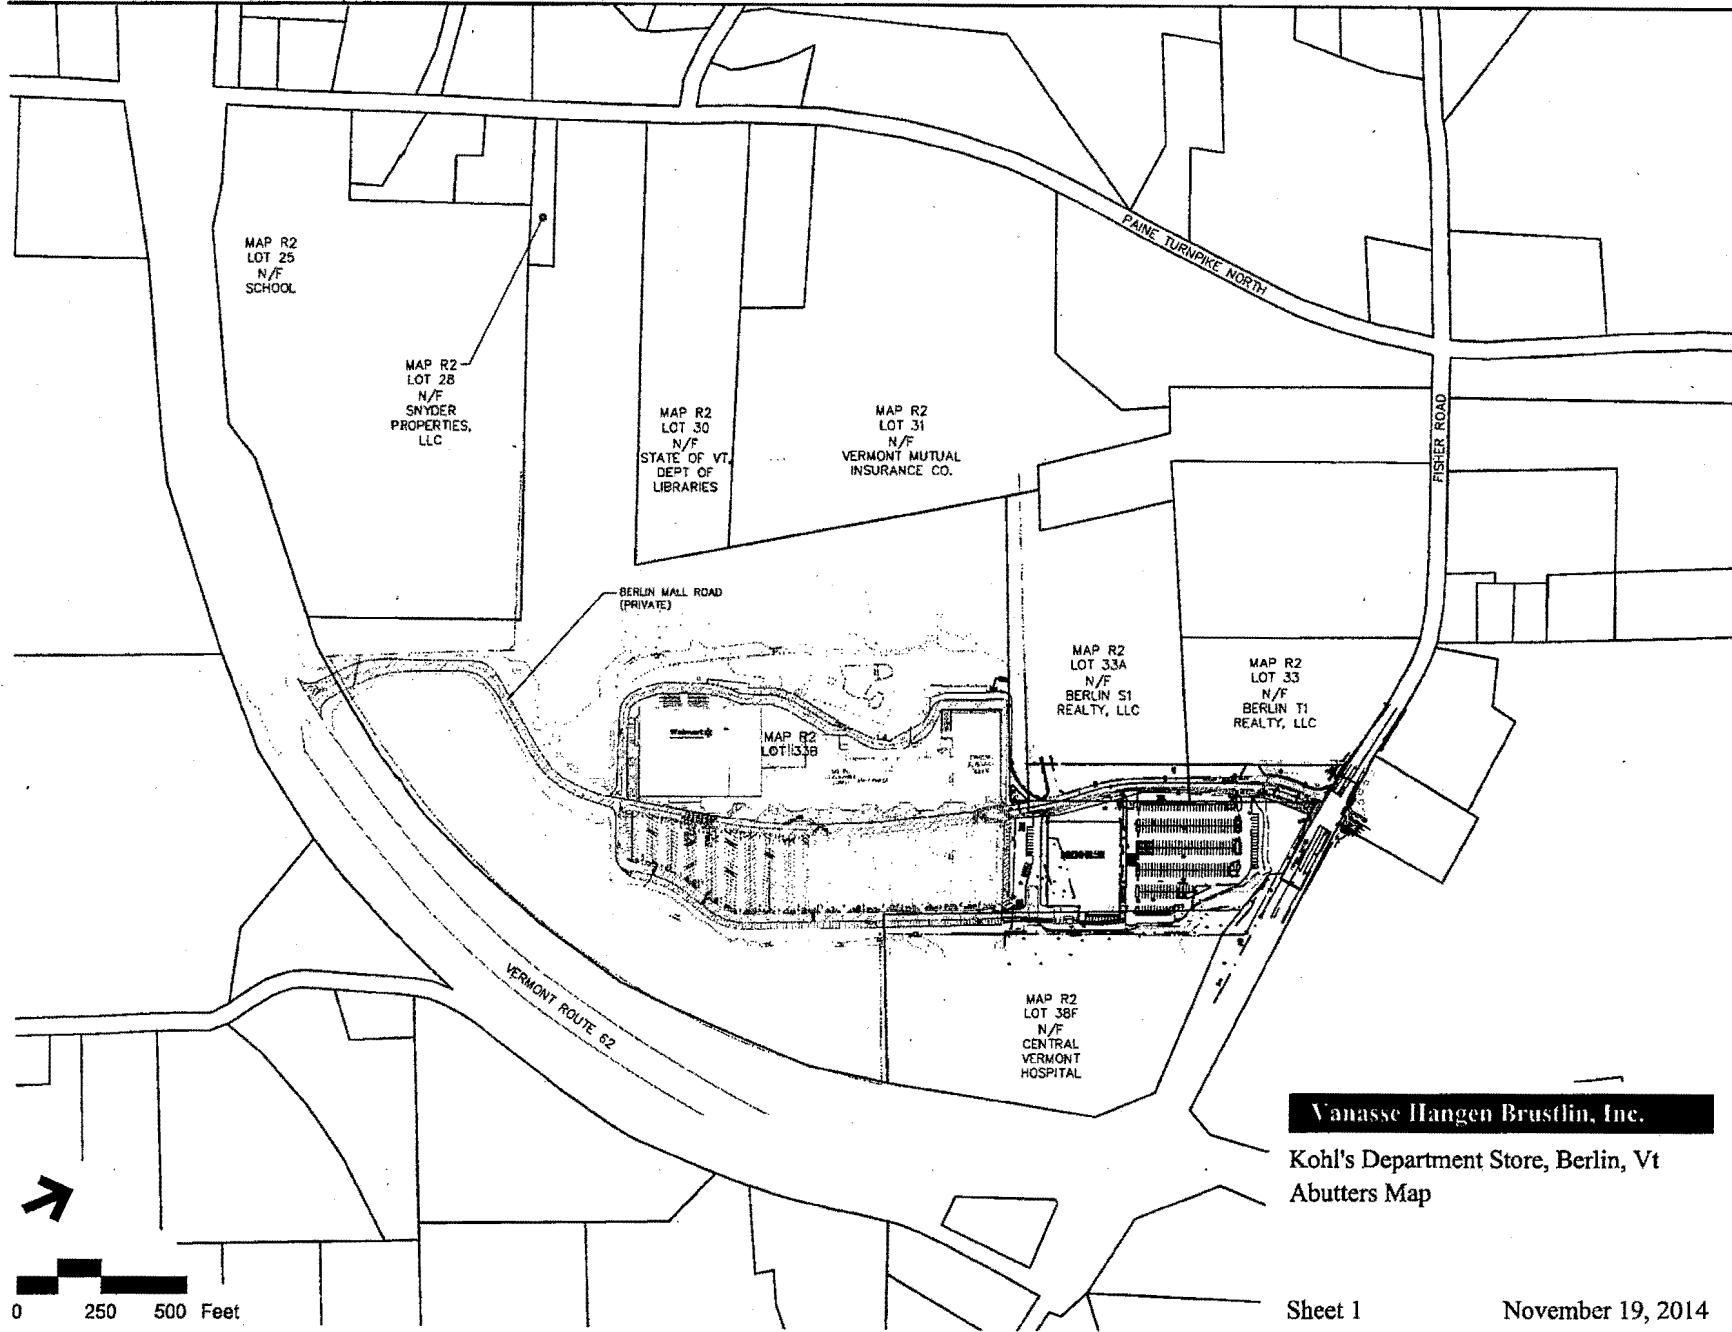 PAINE TURNPIKE NORTH
MAP R2
LOT 25
N/F
SCHOOL
MAP R2
LOT 28
N/F
SNYDER
PROPERTIES,
LLC
MAP R2
LOT 30
N/F
STATE OF VT.
DEPT OF
LIBRARIES
MAP R2
LOT 31
N/F
VERMONT MUTUAL
INSURANCE CO.
FISHER ROAD
BERLIN MALL ROAD
(PRIVATE)
MAP R2
LOT 33A
N/F
BERLIN S1
REALTY, LLC
MAP R2
LOT 33
N/F
BERLIN T1
REALTY, LLC
Walmart
MAP R2
LOT 33B
VERMONT ROUTE 62
MAP R2
LOT 38F
N/F
CENTRAL
VERMONT
HOSPITAL
Vanasse Hangen Brustlin, Inc.
Kohl's Department Store, Berlin, Vt
Abutters Map
0 250 500 Feet
Sheet 1 November 19, 2014